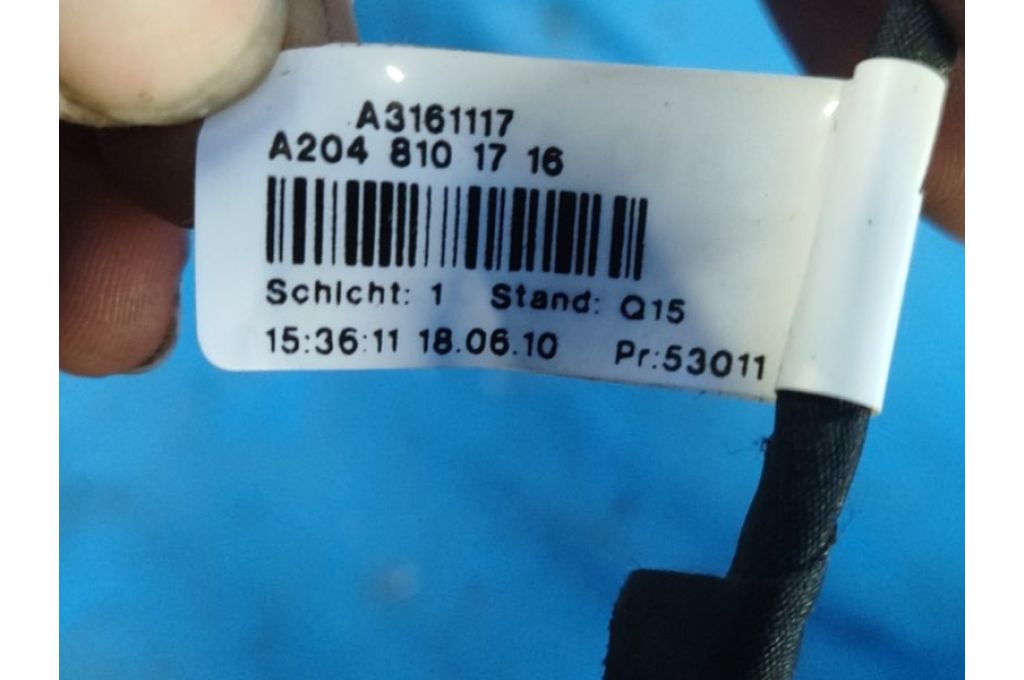 A3161117
A204 810 17 16
Schicht: 1 Stand: Q15
15:36:11 18.06.10 Pr.:53011